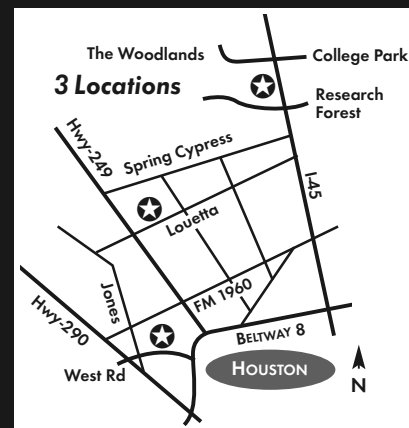 The Woodlands
College Park
3 Locations
Research
Forest
Hwy-249
Spring Cypress
I-45
Louetta
Jones
FM 1960
Hwy-290
BELTWAY 8
West Rd
HOUSTON
N